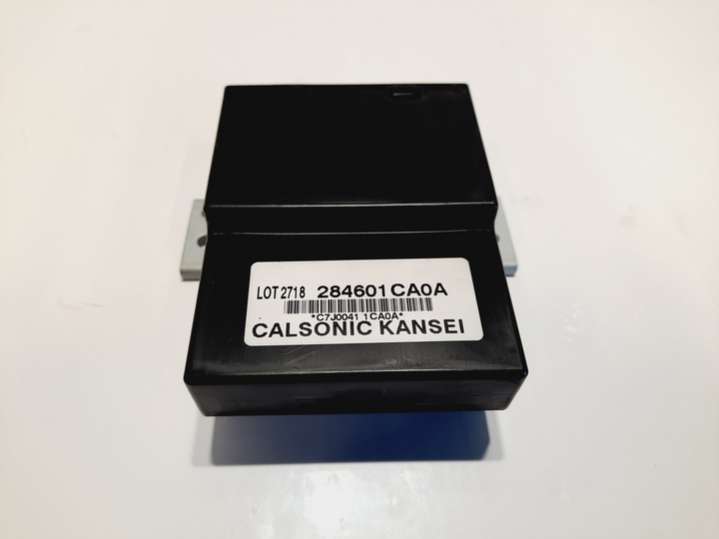 LOT 2718 284601CA0A
*C7J0041 1CA0A*
CALSONIC KANSEI